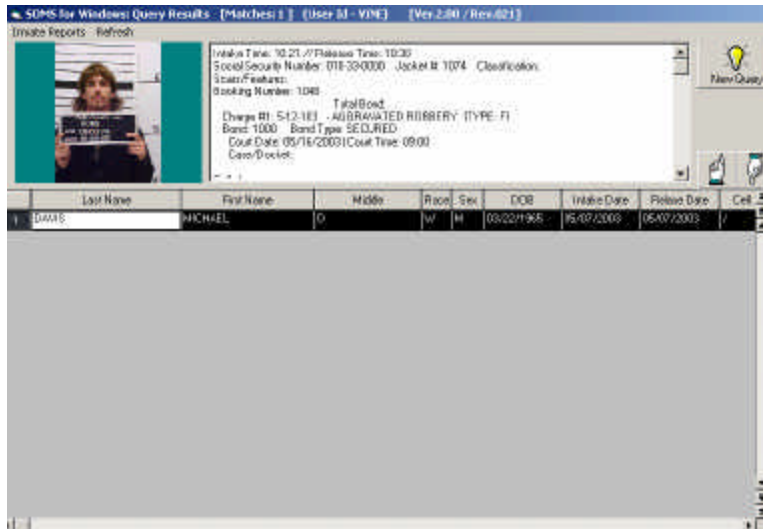 SOMS for Windows: Query Results - [Matches: 1 ] (User Id - VINE) [Ver.2.00 / Rev.021]
Inmate Reports Refresh
Intake Time: 10:21 // Release Time: 10:30
Social Security Number: 010-33-0000 Jacket #: 1074 Classification:
Scars/Features:
Booking Number: 1048
Total Bond:
Charge #1: 5-12-103 - AGGRAVATED ROBBERY (TYPE: F)
Bond: 1000 Bond Type: SECURED
Court Date: 05/16/2003 | Court Time: 09:00
Case/Docket:
New Query
Last Name First Name Middle Race Sex DOB Intake Date Release Date Cell
1 DAVIS MICHAEL D W M 03/22/1965 05/07/2003 05/07/2003 /